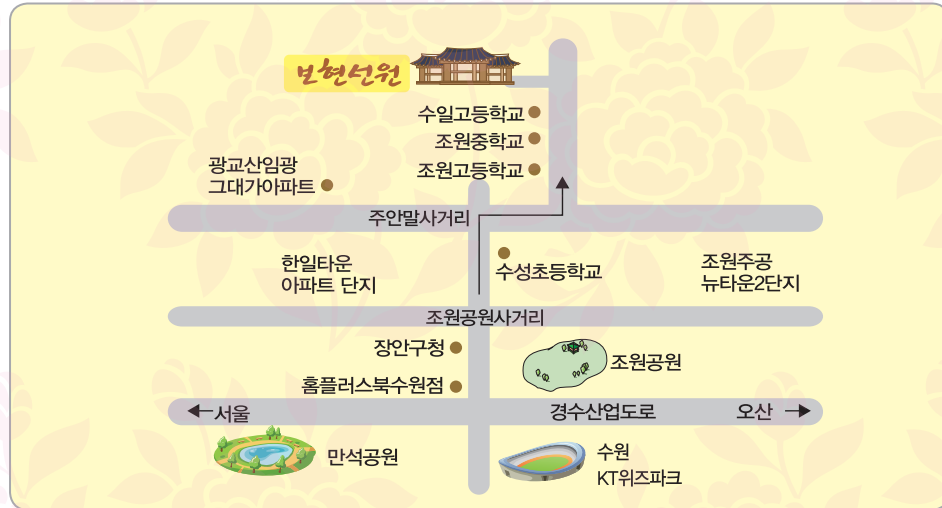 보현선원
수일고등학교
조원중학교
조원고등학교
광교산임광
그대가아파트
주안말사거리
한일타운
아파트 단지
수성초등학교
조원주공
뉴타운2단지
조원공원사거리
장안구청
조원공원
홈플러스북수원점
서울
경수산업도로
오산
만석공원
수원
KT위즈파크